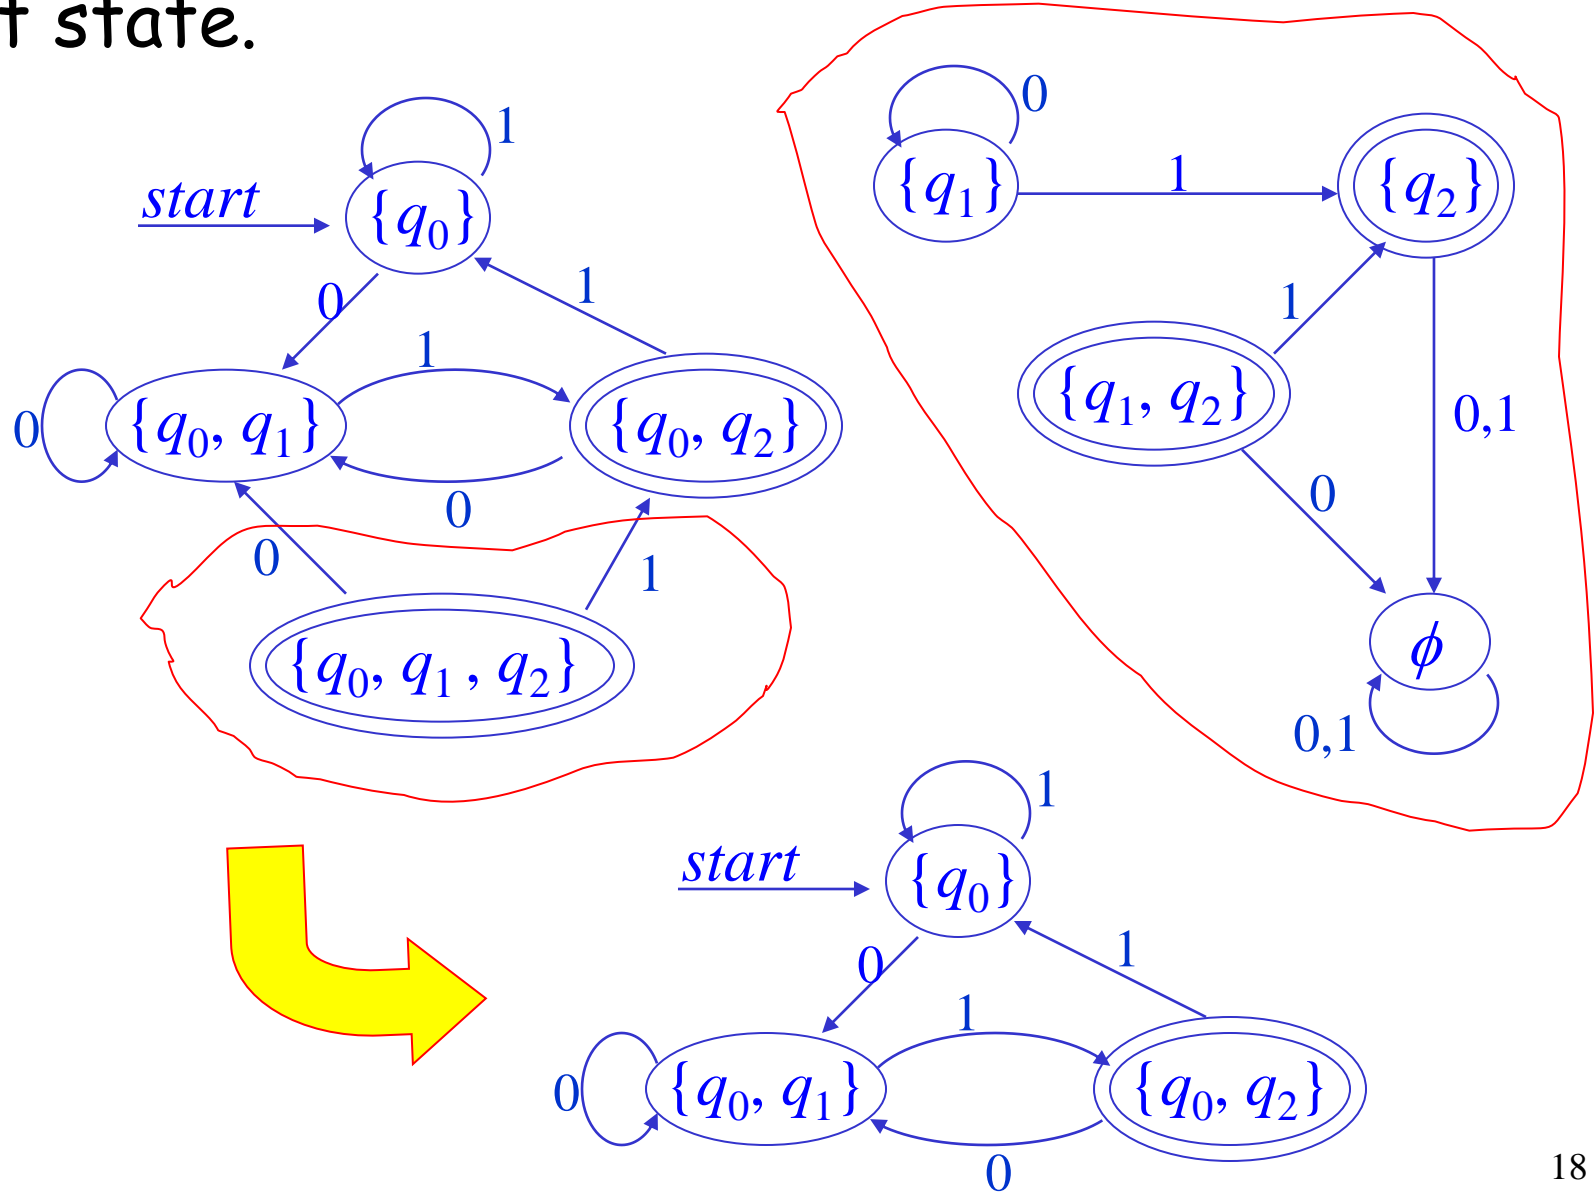 t state.
1
0
start
{q₀}
{q₁}
1
{q₂}
0
1
1
1
0
{q₀, q₁}
{q₀, q₂}
{q₁, q₂}
0,1
0
0
0
1
{q₀, q₁ , q₂}
ϕ
0,1
1
start
{q₀}
0
1
1
0
{q₀, q₁}
{q₀, q₂}
0
18